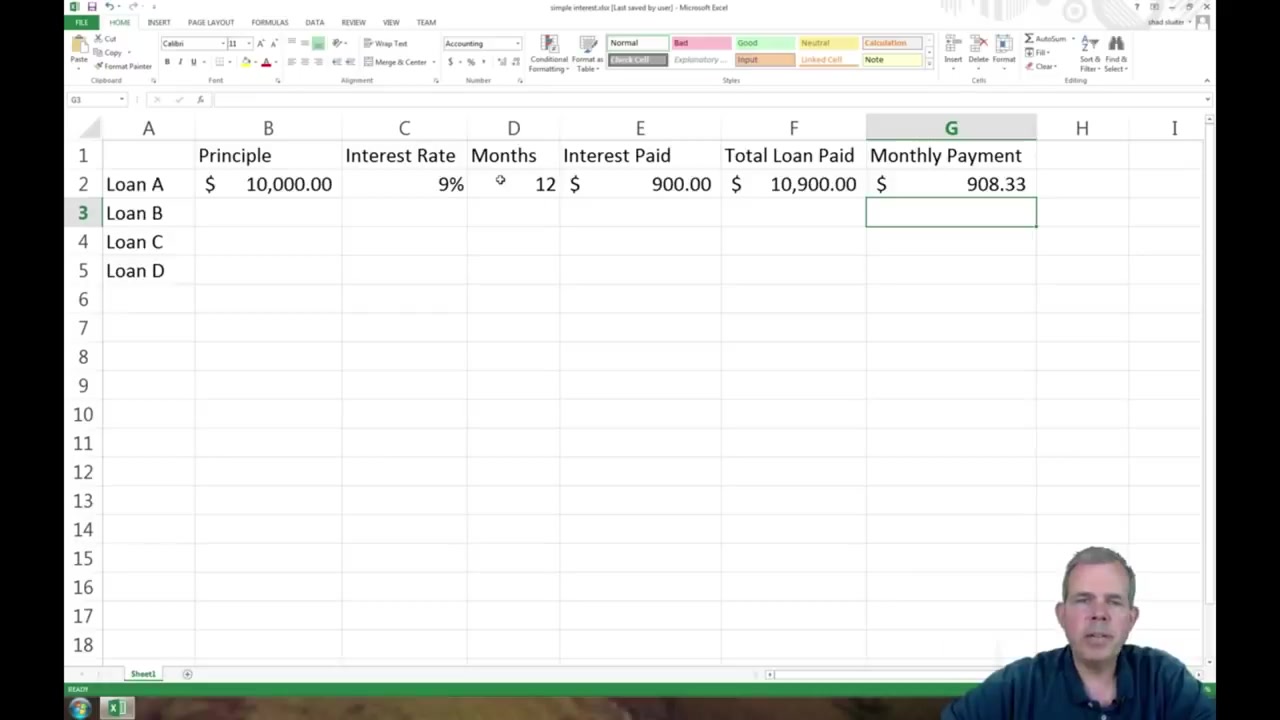 simple interest.xlsx [Last saved by user] - Microsoft Excel
FILE HOME INSERT PAGE LAYOUT FORMULAS DATA REVIEW VIEW TEAM
chad slutter
Paste
Cut
Copy
Format Painter
Clipboard
Calibri 11
B I U
Font
Wrap Text
Merge & Center
Alignment
Accounting
$ % ,
Number
Conditional Formatting
Format as Table
Normal Bad Good Neutral Calculation
Check Cell Explanatory ... Input Linked Cell Note
Styles
Insert Delete Format
Cells
AutoSum
Fill
Clear
Sort & Filter
Find & Select
Editing
G3
fx
A B C D E F G H I
1 Principle Interest Rate Months Interest Paid Total Loan Paid Monthly Payment
2 Loan A $ 10,000.00 9% 12 $ 900.00 $ 10,900.00 $ 908.33
3 Loan B
4 Loan C
5 Loan D
6
7
8
9
10
11
12
13
14
15
16
17
18
Sheet1
READY